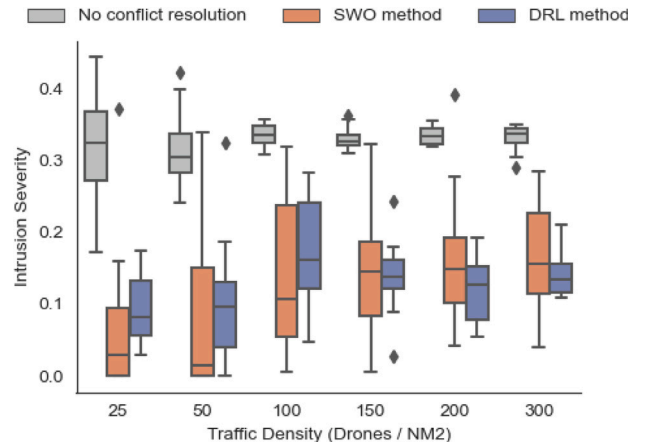 No conflict resolution SWO method DRL method
0.4
0.3
0.2
0.1
0.0
Intrusion Severity
25 50 100 150 200 300
Traffic Density (Drones / NM2)